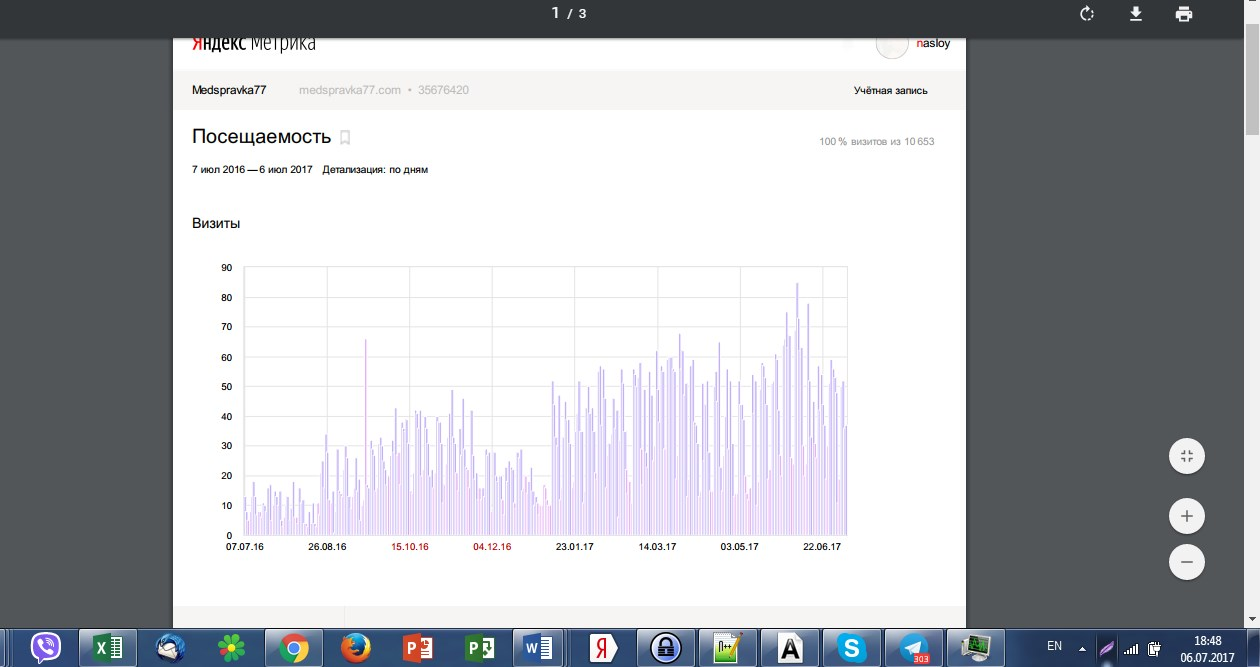 1 / 3
Яндекс Метрика
nasloy
Medspravka77 medspravka77.com • 35676420 Учётная запись
Посещаемость
100 % визитов из 10 653
7 июл 2016 — 6 июл 2017 Детализация: по дням
Визиты
90
80
70
60
50
40
30
20
10
0
07.07.16 26.08.16 15.10.16 04.12.16 23.01.17 14.03.17 03.05.17 22.06.17
EN 18:48
06.07.2017
303